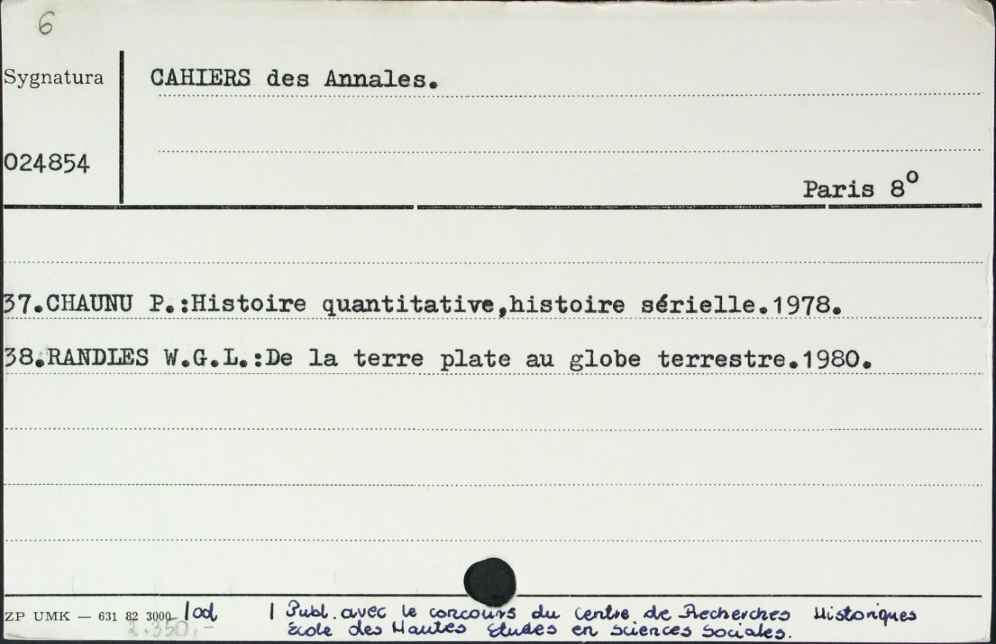 6
Sygnatura
CAHIERS des Annales.
024854
Paris 8º
37.CHAUNU P.:Histoire quantitative,histoire sérielle.1978.
38.RANDLES W.G.L.:De la terre plate au globe terrestre.1980.
ZP UMK — 631 82 3000
Publ. avec le concours du Centre de Recherches Historiques
École des Hautes Études en Sciences Sociales.